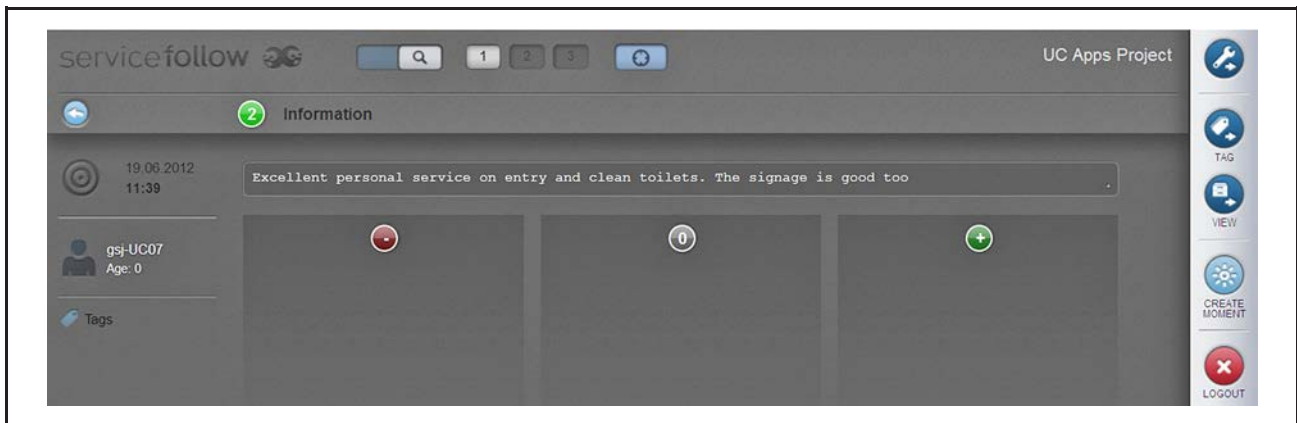 servicefollow
1 2 3
UC Apps Project
2 Information
19.06.2012
11:39
Excellent personal service on entry and clean toilets. The signage is good too .
gsj-UC07
Age: 0
Tags
- 0 +
TAG
VIEW
CREATE
MOMENT
LOGOUT